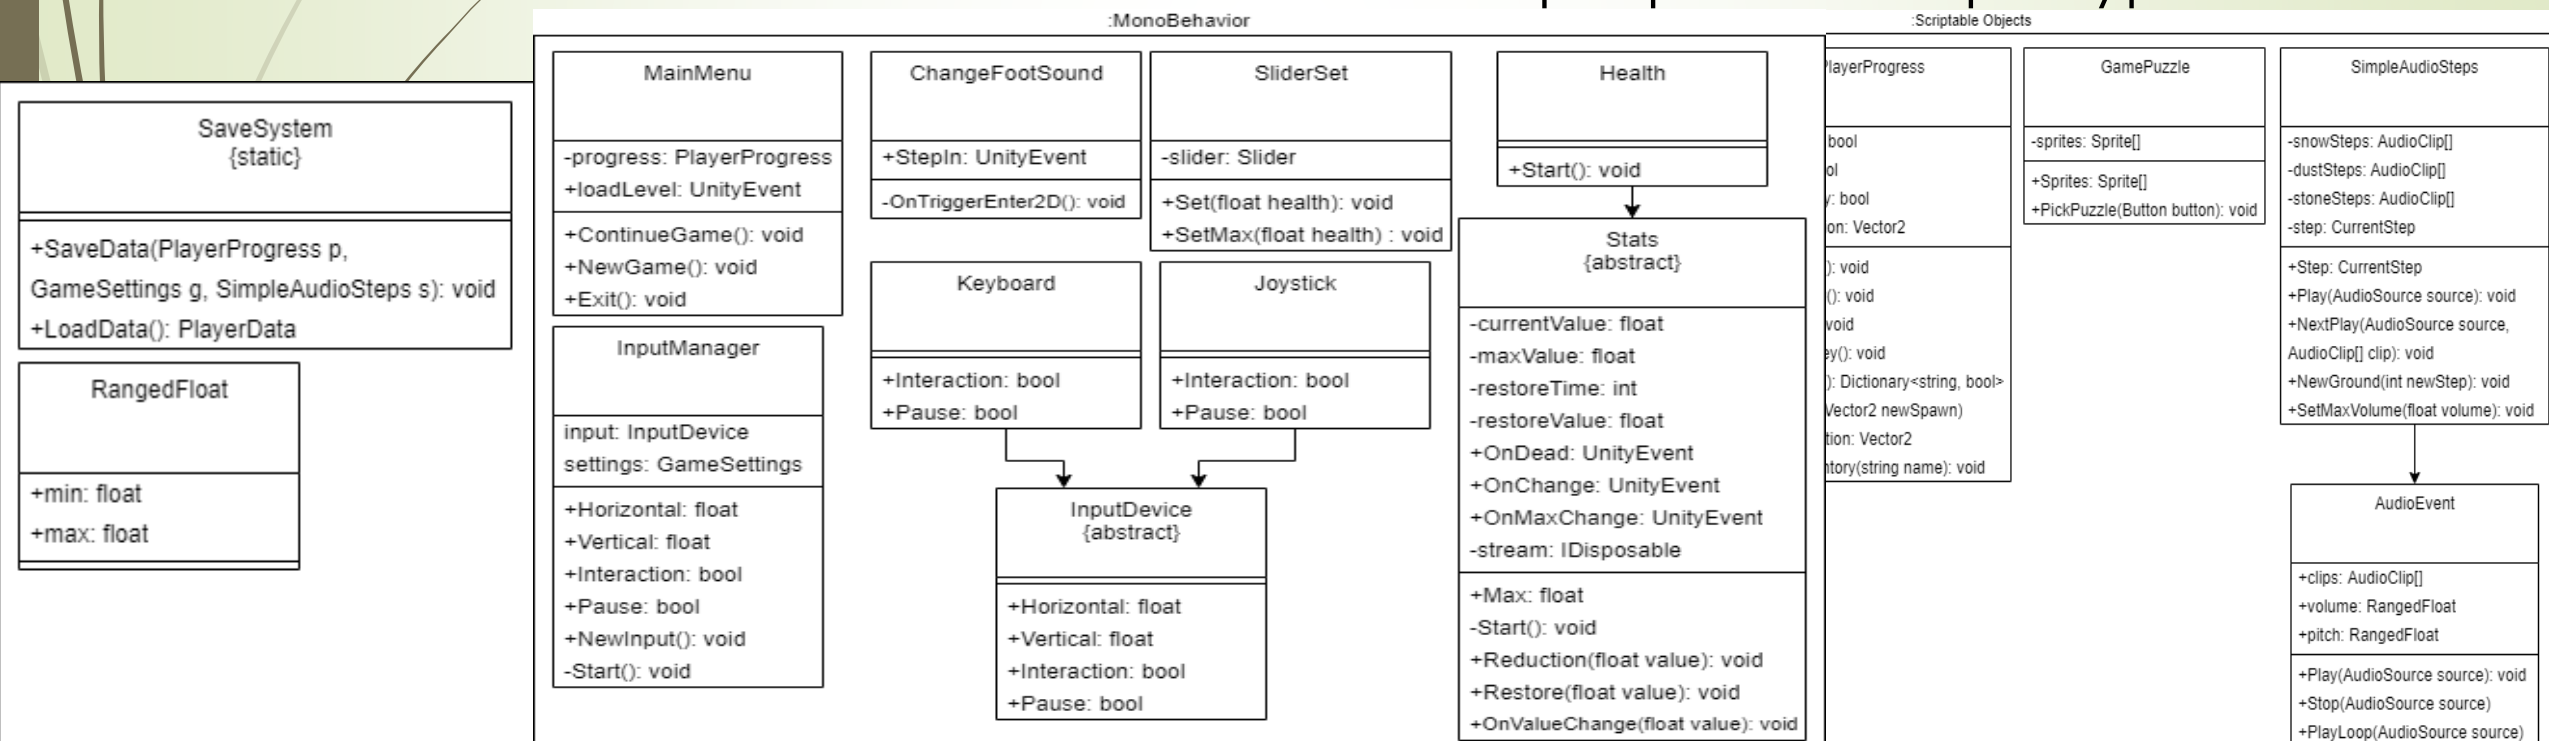 SaveSystem
{static}
+SaveData(PlayerProgress p,
GameSettings g, SimpleAudioSteps s): void
+LoadData(): PlayerData
RangedFloat
+min: float
+max: float
:MonoBehavior
MainMenu
-progress: PlayerProgress
+loadLevel: UnityEvent
+ContinueGame(): void
+NewGame(): void
+Exit(): void
ChangeFootSound
+StepIn: UnityEvent
-OnTriggerEnter2D(): void
SliderSet
-slider: Slider
+Set(float health): void
+SetMax(float health) : void
Health
+Start(): void
InputManager
input: InputDevice
settings: GameSettings
+Horizontal: float
+Vertical: float
+Interaction: bool
+Pause: bool
+NewInput(): void
-Start(): void
Keyboard
+Interaction: bool
+Pause: bool
Joystick
+Interaction: bool
+Pause: bool
InputDevice
{abstract}
+Horizontal: float
+Vertical: float
+Interaction: bool
+Pause: bool
Stats
{abstract}
-currentValue: float
-maxValue: float
-restoreTime: int
-restoreValue: float
+OnDead: UnityEvent
+OnChange: UnityEvent
+OnMaxChange: UnityEvent
-stream: IDisposable
+Max: float
-Start(): void
+Reduction(float value): void
+Restore(float value): void
+OnValueChange(float value): void
:Scriptable Objects
layerProgress
bool
ol
: bool
on: Vector2
): void
(): void
void
ey(): void
): Dictionary<string, bool>
Vector2 newSpawn)
tion: Vector2
ntory(string name): void
GamePuzzle
-sprites: Sprite[]
+Sprites: Sprite[]
+PickPuzzle(Button button): void
SimpleAudioSteps
-snowSteps: AudioClip[]
-dustSteps: AudioClip[]
-stoneSteps: AudioClip[]
-step: CurrentStep
+Step: CurrentStep
+Play(AudioSource source): void
+NextPlay(AudioSource source,
AudioClip[] clip): void
+NewGround(int newStep): void
+SetMaxVolume(float volume): void
AudioEvent
+clips: AudioClip[]
+volume: RangedFloat
+pitch: RangedFloat
+Play(AudioSource source): void
+Stop(AudioSource source)
+PlayLoop(AudioSource source)